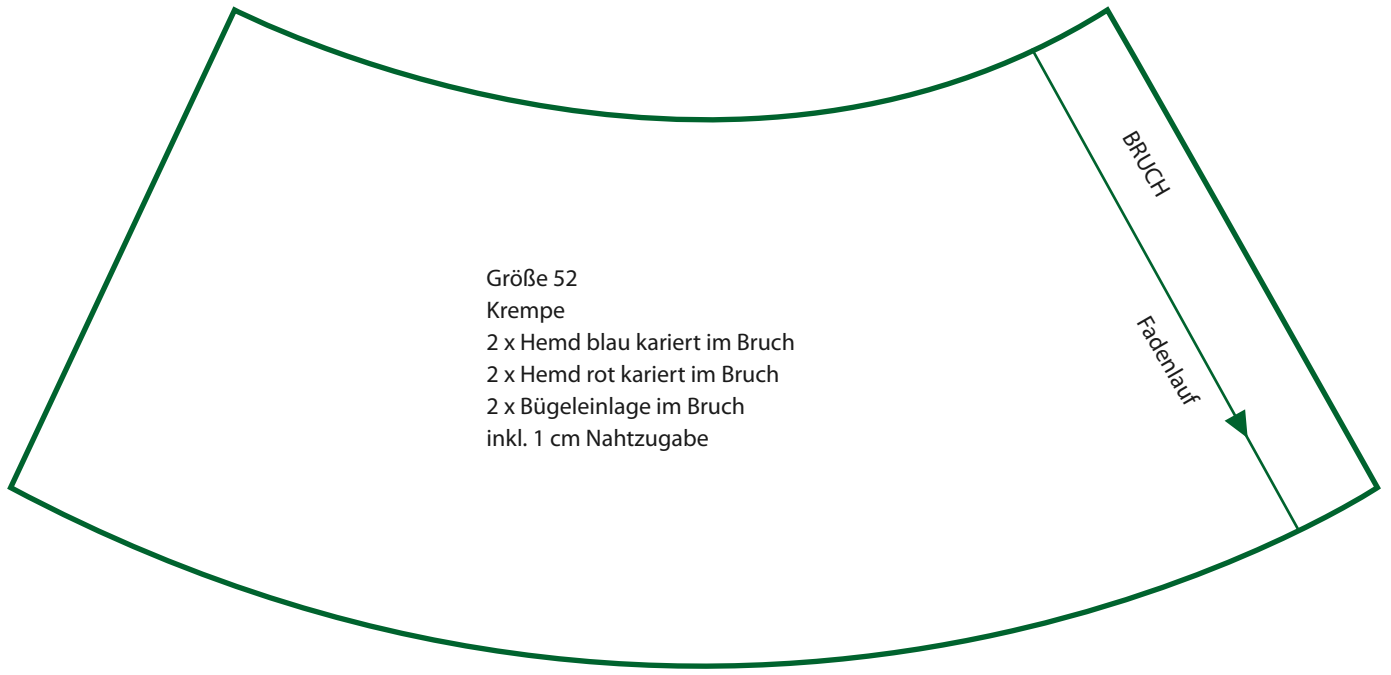 Größe 52
Krempe
2 x Hemd blau kariert im Bruch
2 x Hemd rot kariert im Bruch
2 x Bügeleinlage im Bruch
inkl. 1 cm Nahtzugabe
BRUCH
Fadenlauf